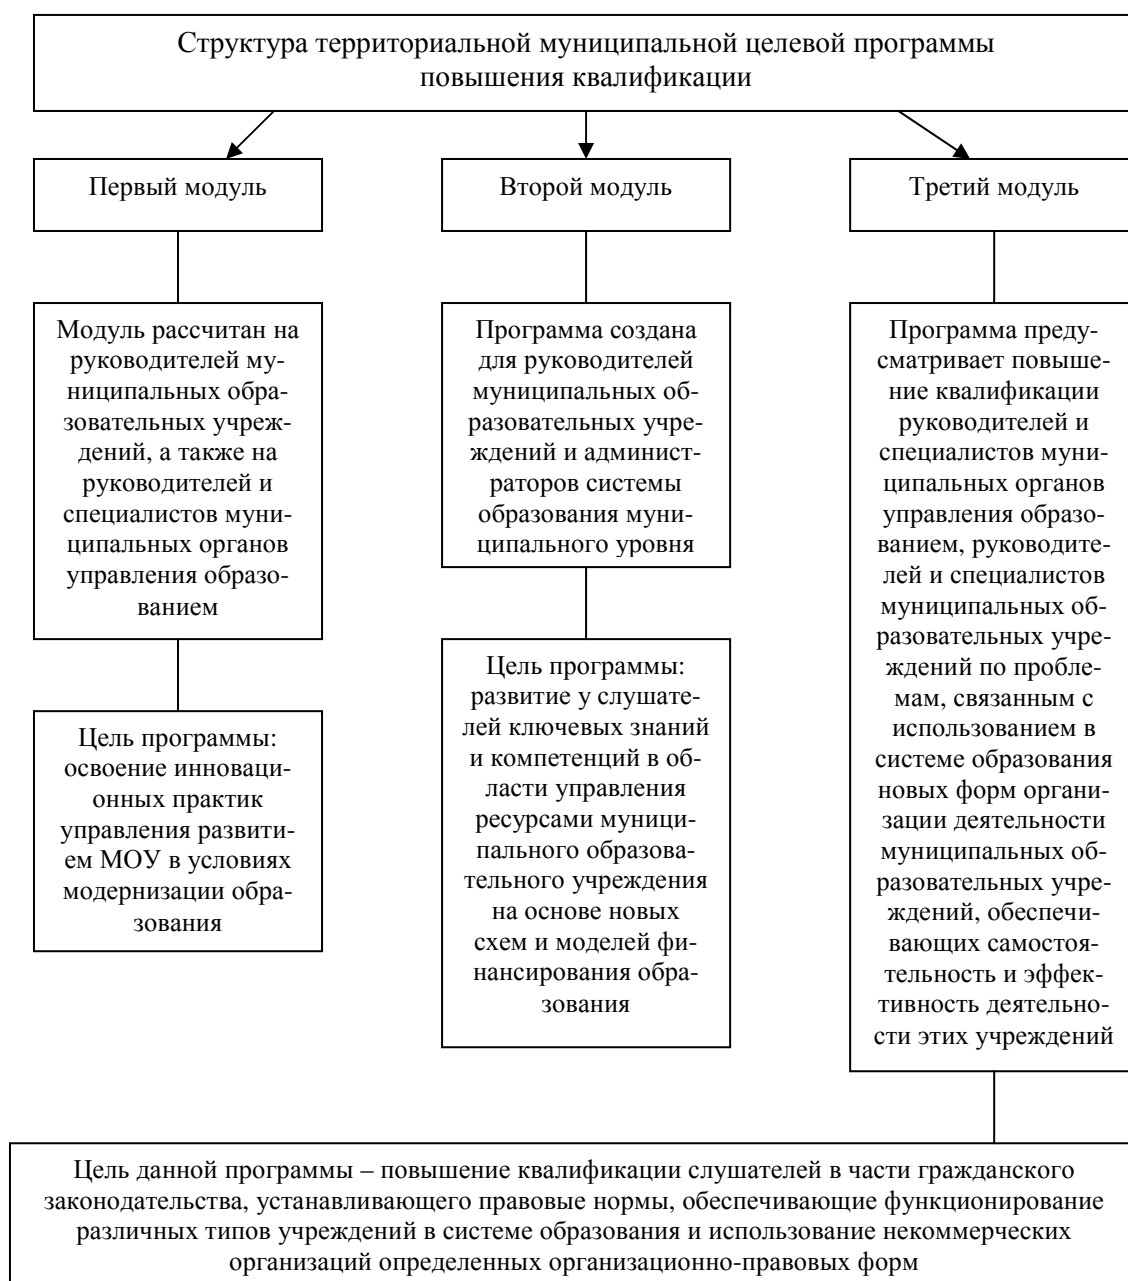 Структура территориальной муниципальной целевой программы
повышения квалификации
Первый модуль
Второй модуль
Третий модуль
Модуль рассчитан на
руководителей му-
ниципальных обра-
зовательных учреж-
дений, а также на
руководителей и
специалистов муни-
ципальных органов
управления образо-
ванием
Цель программы:
освоение инноваци-
онных практик
управления развити-
ем МОУ в условиях
модернизации обра-
зования
Программа создана
для руководителей
муниципальных об-
разовательных учре-
ждений и админист-
раторов системы
образования муни-
ципального уровня
Цель программы:
развитие у слушате-
лей ключевых знаний
и компетенций в об-
ласти управления
ресурсами муници-
пального образова-
тельного учреждения
на основе новых
схем и моделей фи-
нансирования обра-
зования
Программа преду-
сматривает повыше-
ние квалификации
руководителей и
специалистов муни-
ципальных органов
управления образо-
ванием, руководите-
лей и специалистов
муниципальных об-
разовательных учре-
ждений по пробле-
мам, связанным с
использованием в
системе образования
новых форм органи-
зации деятельности
муниципальных об-
разовательных учре-
ждений, обеспечи-
вающих самостоя-
тельность и эффек-
тивность деятельно-
сти этих учреждений
Цель данной программы – повышение квалификации слушателей в части гражданского
законодательства, устанавливающего правовые нормы, обеспечивающие функционирование
различных типов учреждений в системе образования и использование некоммерческих
организаций определенных организационно-правовых форм